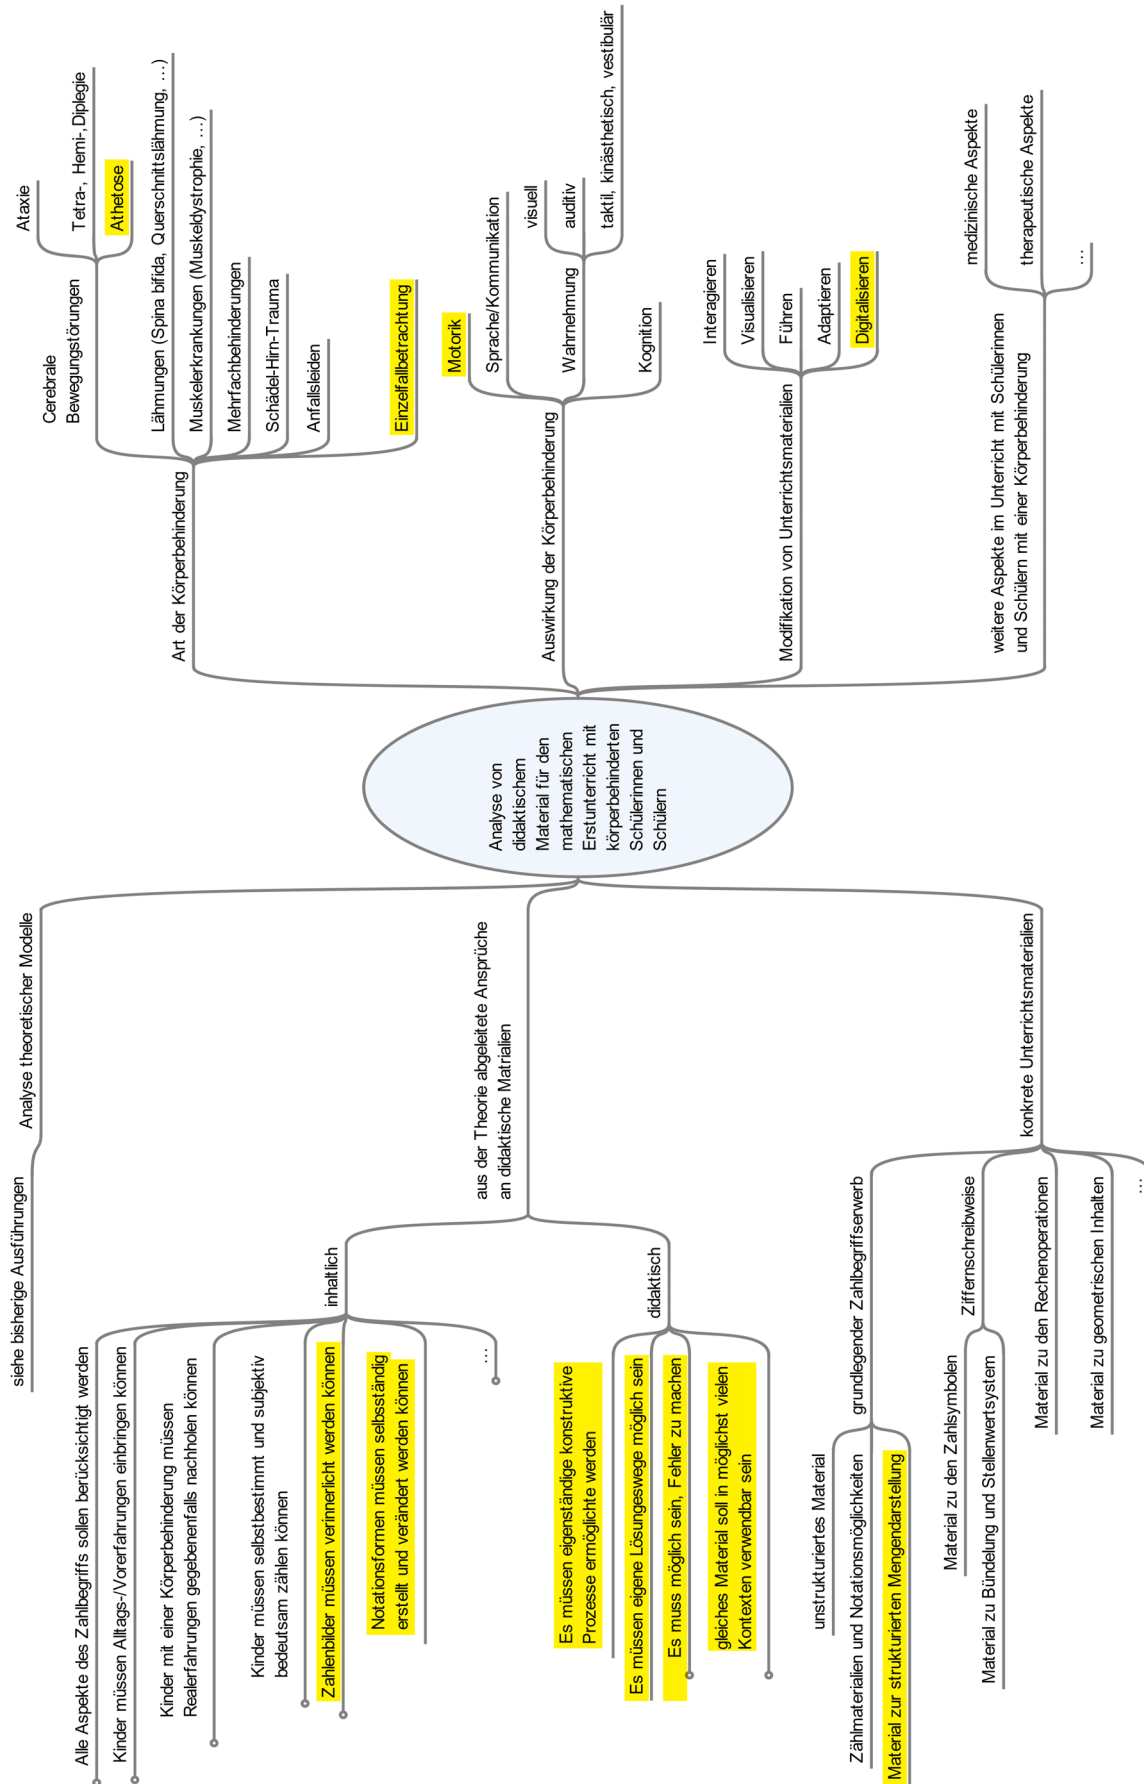 Analyse von
didaktischem
Material für den
mathematischen
Erstunterricht mit
körperbehinderten
Schülerinnen und
Schülern
Analyse theoretischer Modelle
siehe bisherige Ausführungen
aus der Theorie abgeleitete Ansprüche
an didaktische Matrialien
inhaltlich
Alle Aspekte des Zahlbegriffs sollen berücksichtigt werden
Kinder müssen Alltags-/Vorerfahrungen einbringen können
Kinder mit einer Körperbehinderung müssen
Realerfahrungen gegebenenfalls nachholen können
Kinder müssen selbstbestimmt und subjektiv
bedeutsam zählen können
Zahlenbilder müssen verinnerlicht werden können
Notationsformen müssen selbsständig
erstellt und verändert werden können
...
didaktisch
Es müssen eigenständige konstruktive
Prozesse ermöglichte werden
Es müssen eigene Lösungeswege möglich sein
Es muss möglich sein, Fehler zu machen
gleiches Material soll in möglichst vielen
Kontexten verwendbar sein
konkrete Unterrichtsmaterialien
grundlegender Zahlbegriffserwerb
unstrukturiertes Material
Zählmaterialien und Notationsmöglichkeiten
Material zur strukturierten Mengendarstellung
Ziffernschreibweise
Material zu den Zahlsymbolen
Material zu Bündelung und Stellenwertsystem
Material zu den Rechenoperationen
Material zu geometrischen Inhalten
...
Art der Körperbehinderung
Cerebrale
Bewegungstörungen
Ataxie
Tetra-, Hemi-,Diplegie
Athetose
Lähmungen (Spina bifida, Querschnittslähmung, ...)
Muskelerkrankungen (Muskeldystrophie, ...)
Mehrfachbehinderungen
Schädel-Hirn-Trauma
Anfallsleiden
Einzelfallbetrachtung
Auswirkung der Körperbehinderung
Motorik
Sprache/Kommunikation
Wahrnehmung
visuell
auditiv
taktil, kinästhetisch, vestibulär
Kognition
Modifikation von Unterrichtsmaterialien
Interagieren
Visualisieren
Führen
Adaptieren
Digitalisieren
weitere Aspekte im Unterricht mit Schülerinnen
und Schülern mit einer Körperbehinderung
medizinische Aspekte
therapeutische Aspekte
...